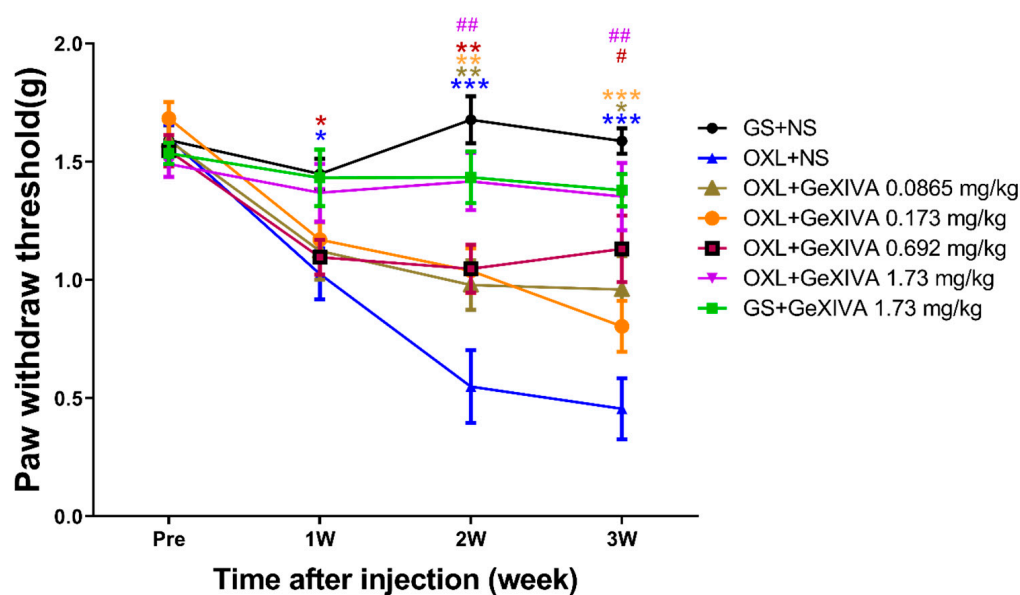 Paw withdraw threshold(g)
2.0
1.5
1.0
0.5
0.0
Pre
1W
2W
3W
Time after injection (week)
*
*
##
**
**
**
***
##
#
***
*
***
GS+NS
OXL+NS
OXL+GeXIVA 0.0865 mg/kg
OXL+GeXIVA 0.173 mg/kg
OXL+GeXIVA 0.692 mg/kg
OXL+GeXIVA 1.73 mg/kg
GS+GeXIVA 1.73 mg/kg